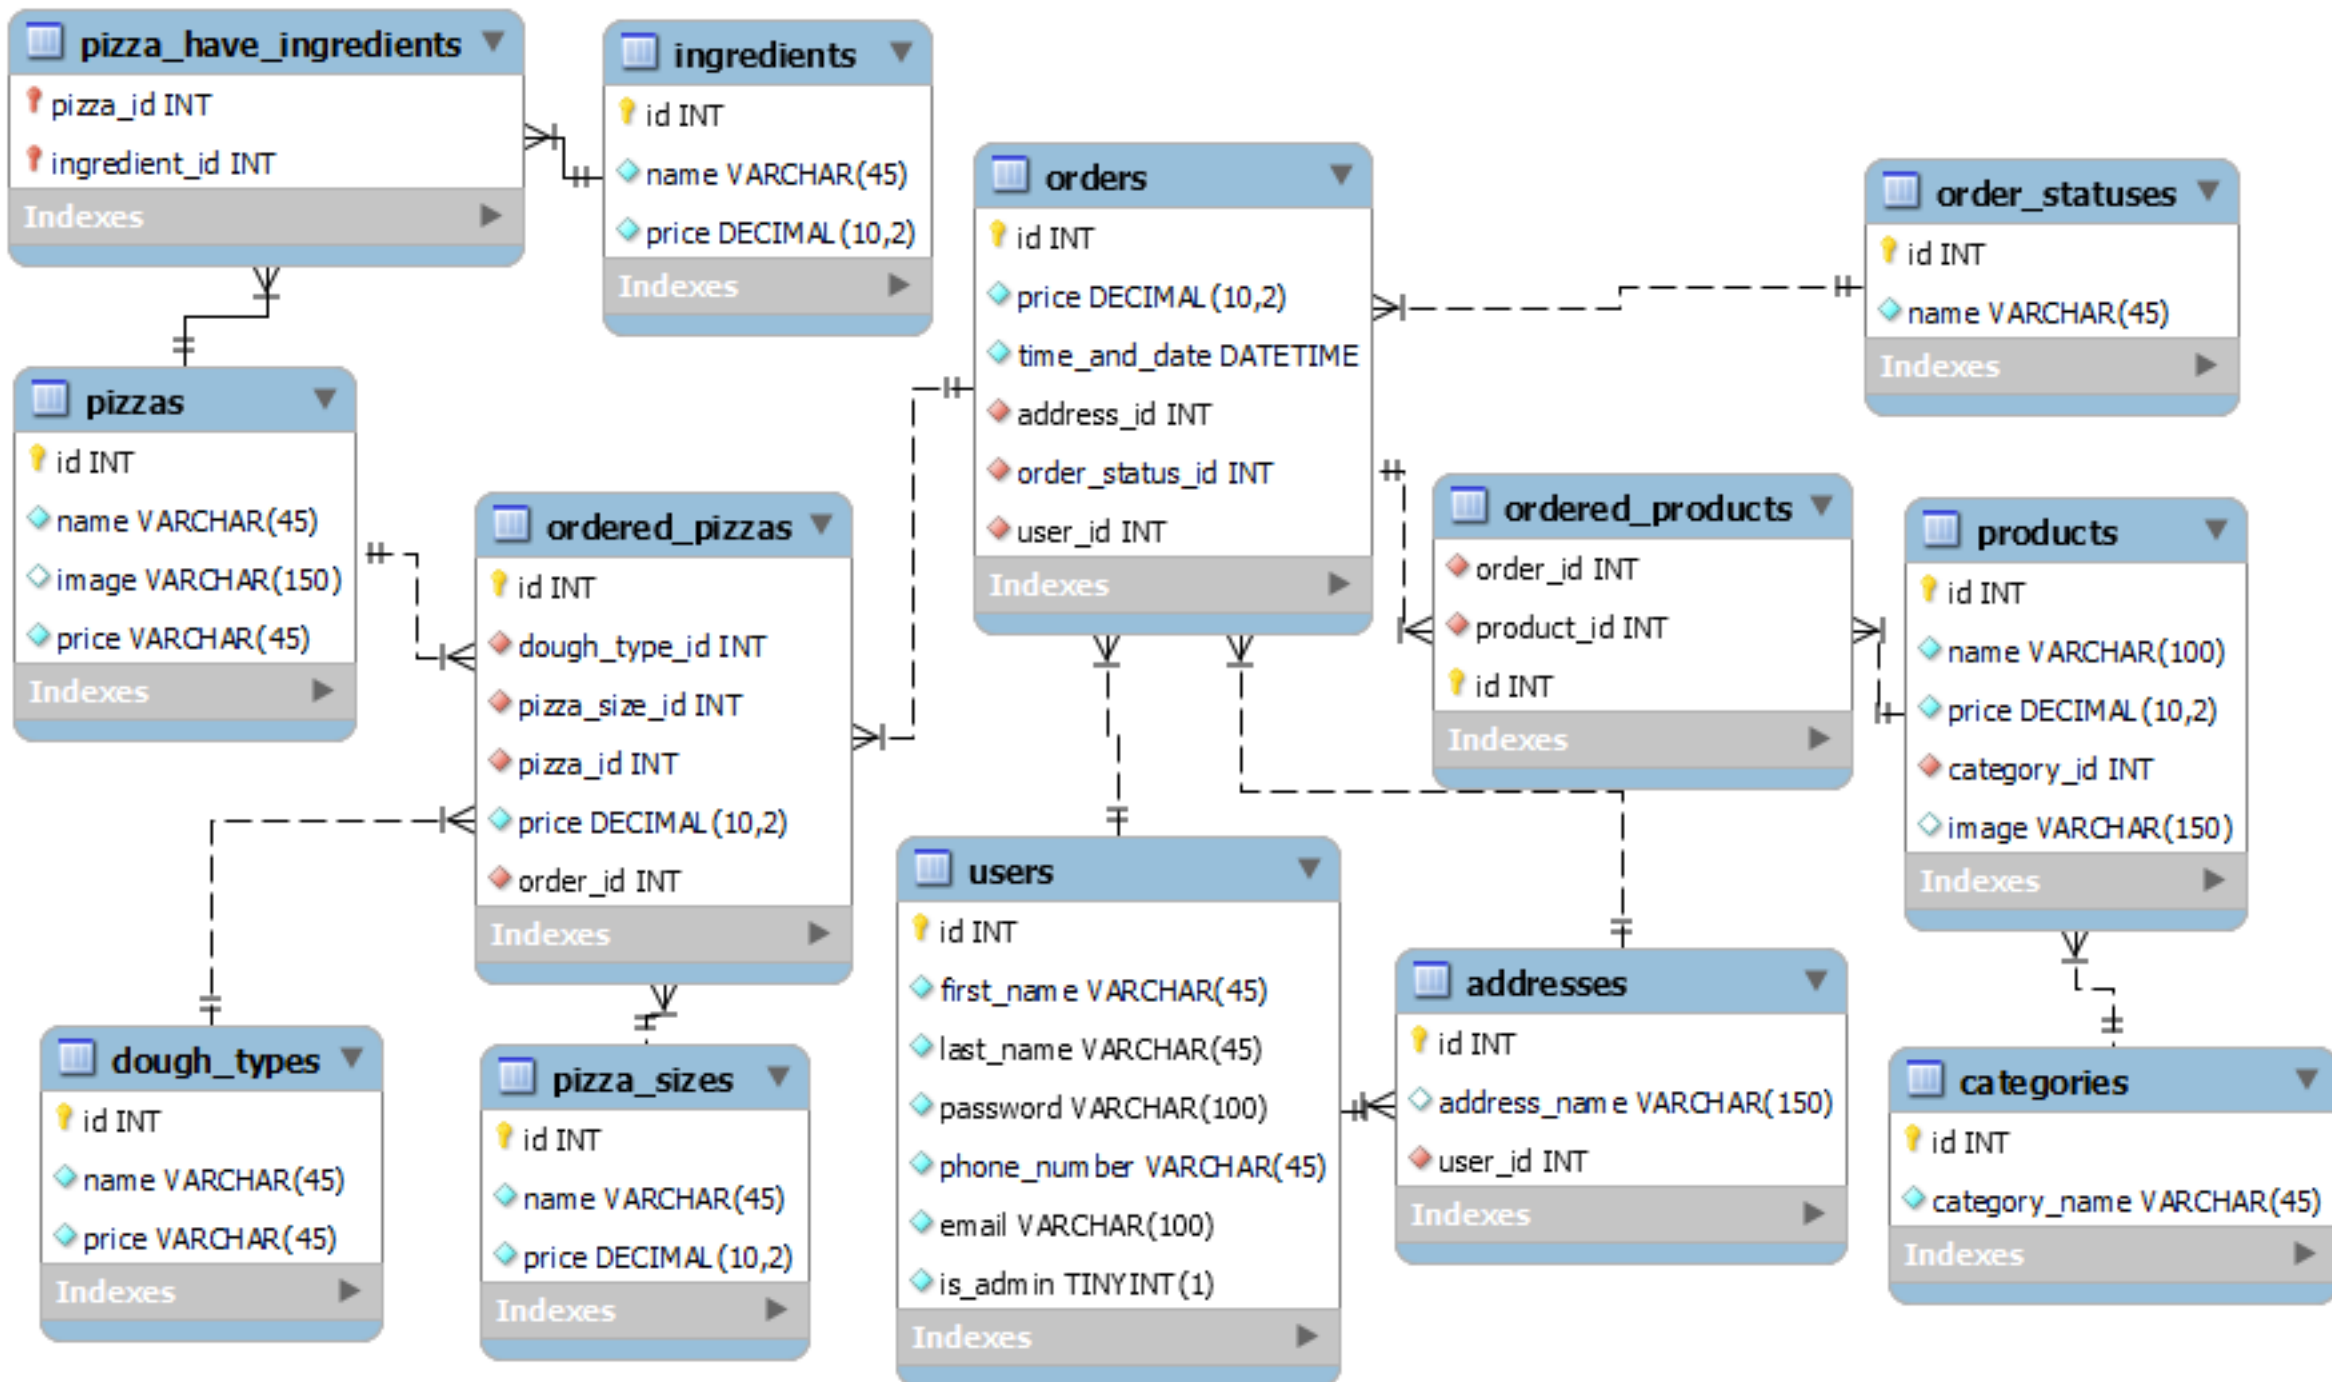 pizza_have_ingredients
pizza_id INT
ingredient_id INT
Indexes
ingredients
id INT
name VARCHAR(45)
price DECIMAL(10,2)
Indexes
orders
id INT
price DECIMAL(10,2)
time_and_date DATETIME
address_id INT
order_status_id INT
user_id INT
Indexes
order_statuses
id INT
name VARCHAR(45)
Indexes
pizzas
id INT
name VARCHAR(45)
image VARCHAR(150)
price VARCHAR(45)
Indexes
ordered_pizzas
id INT
dough_type_id INT
pizza_size_id INT
pizza_id INT
price DECIMAL(10,2)
order_id INT
Indexes
ordered_products
order_id INT
product_id INT
id INT
Indexes
products
id INT
name VARCHAR(100)
price DECIMAL(10,2)
category_id INT
image VARCHAR(150)
Indexes
dough_types
id INT
name VARCHAR(45)
price VARCHAR(45)
Indexes
pizza_sizes
id INT
name VARCHAR(45)
price DECIMAL(10,2)
Indexes
users
id INT
first_name VARCHAR(45)
last_name VARCHAR(45)
password VARCHAR(100)
phone_number VARCHAR(45)
email VARCHAR(100)
is_admin TINYINT(1)
Indexes
addresses
id INT
address_name VARCHAR(150)
user_id INT
Indexes
categories
id INT
category_name VARCHAR(45)
Indexes